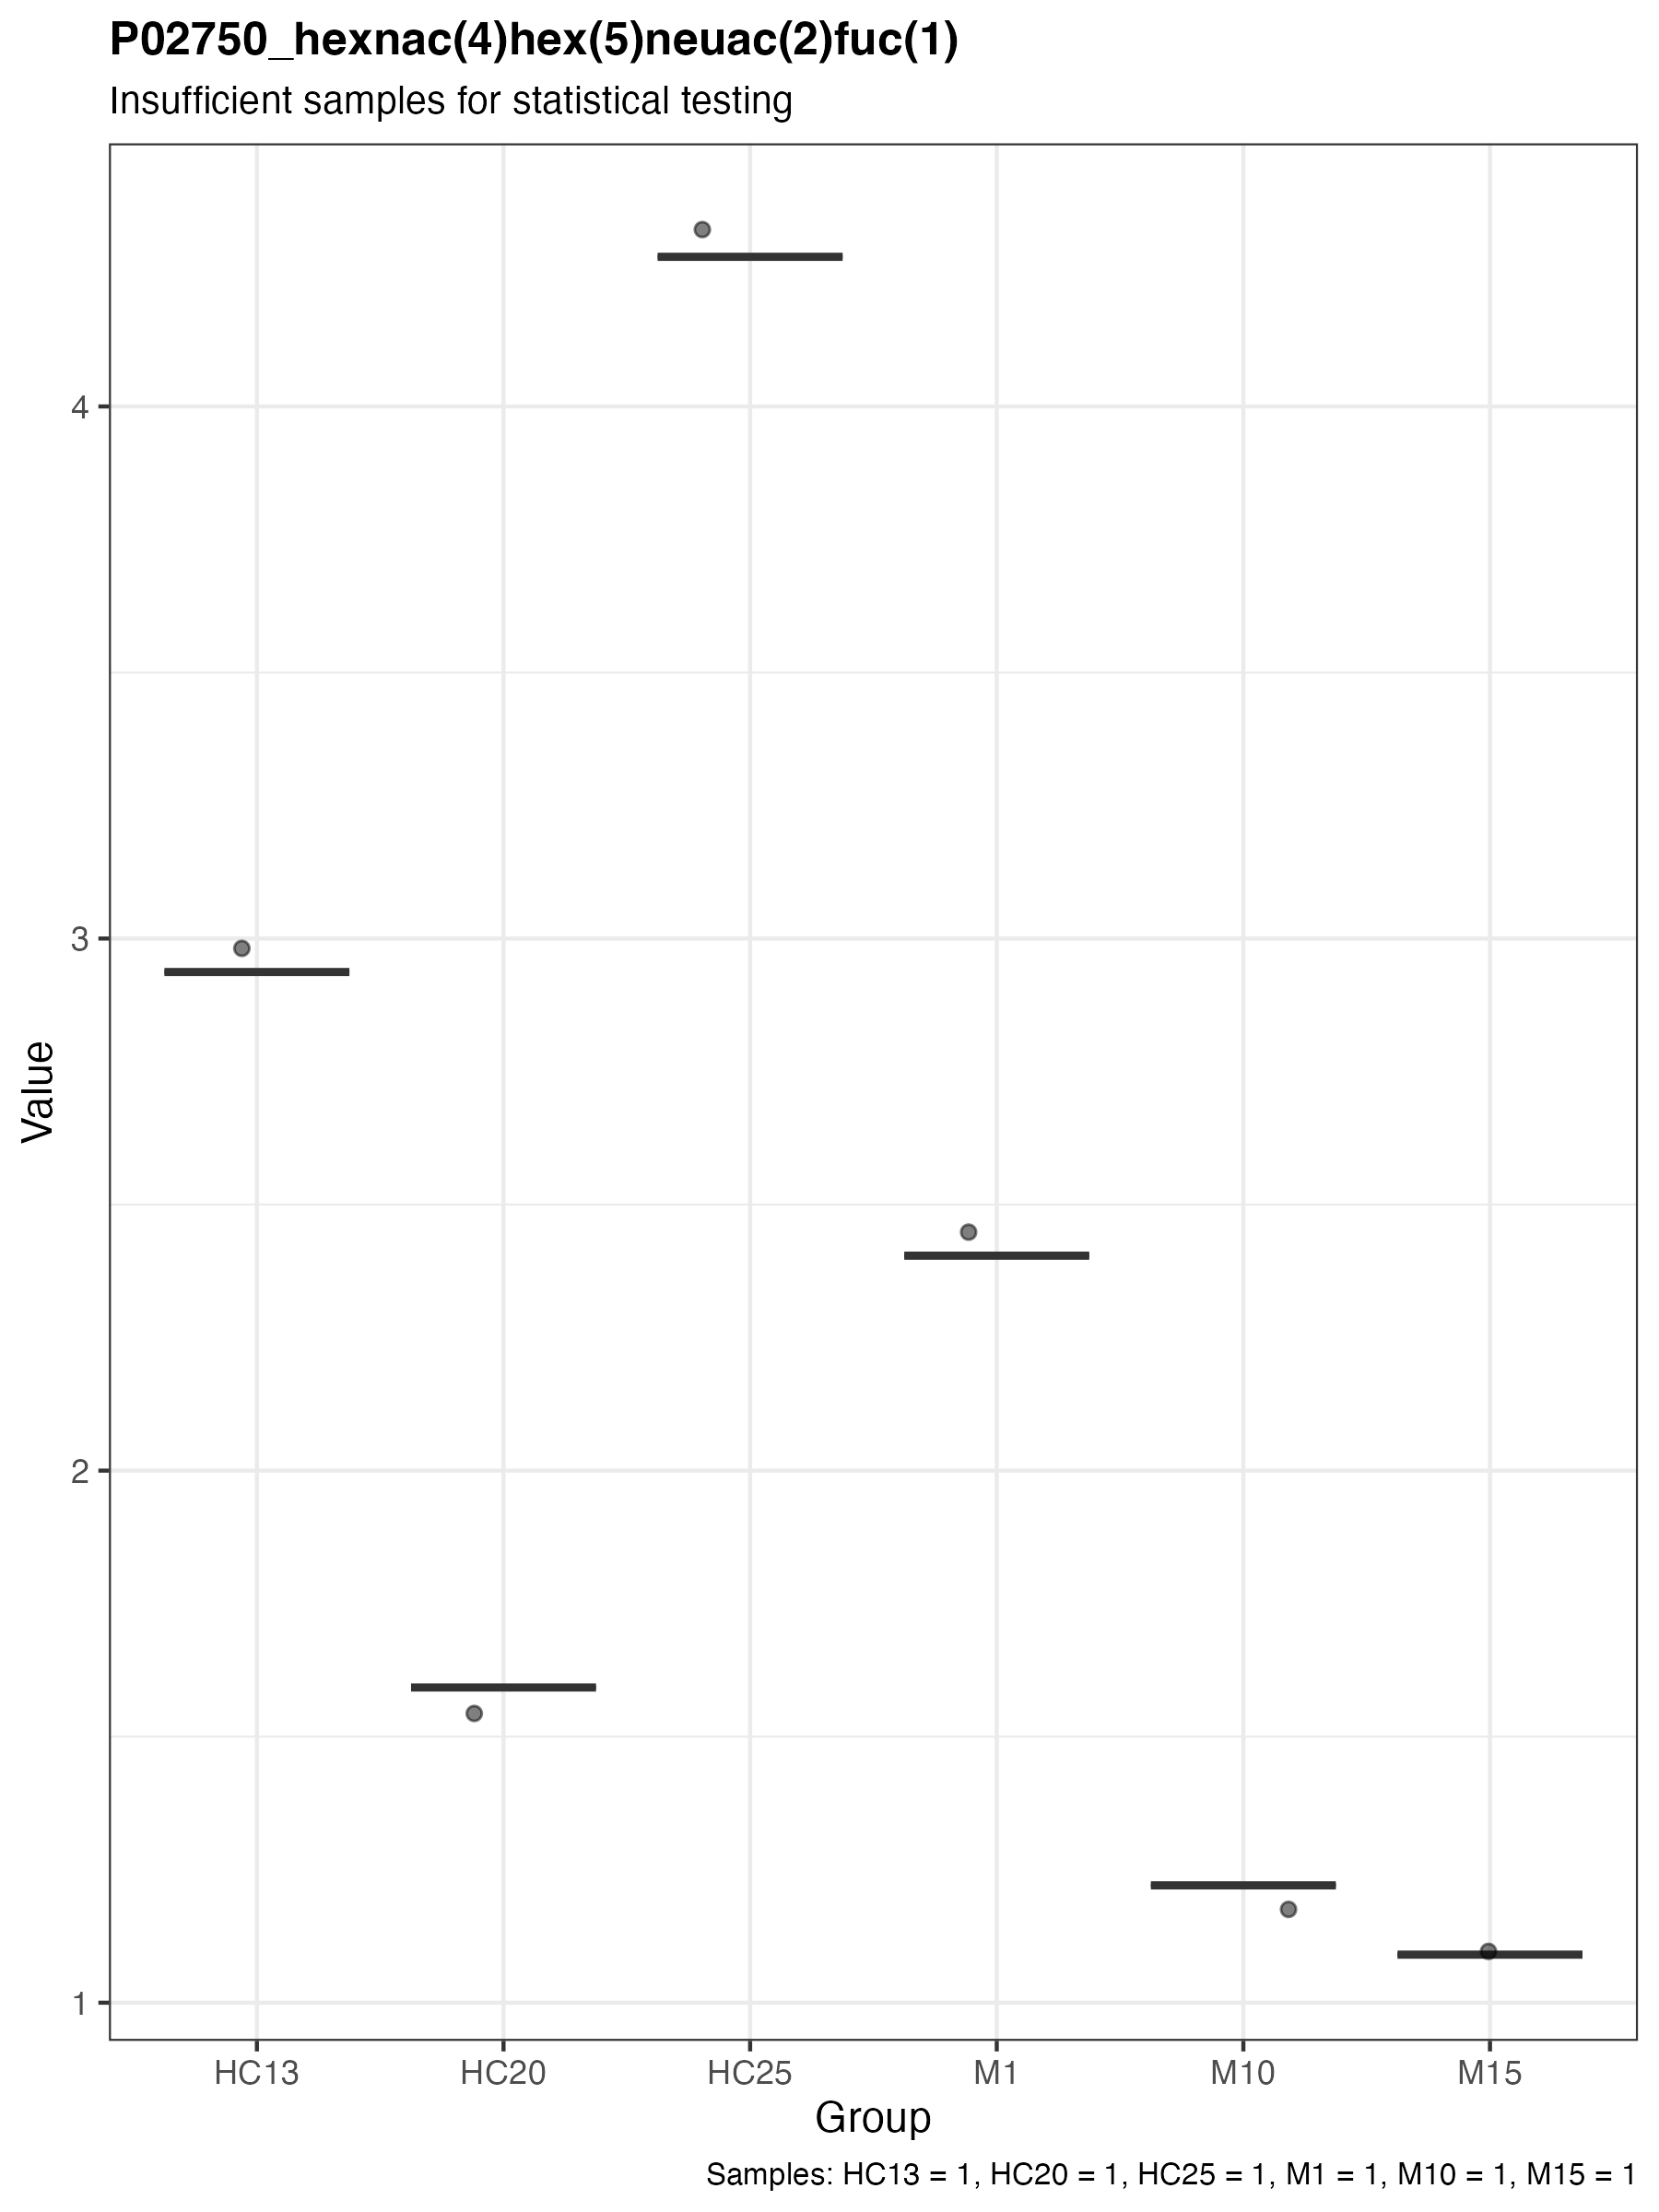 P02750_hexnac(4)hex(5)neuac(2)fuc(1)
Insufficient samples for statistical testing
4
3
2
1
Value
HC13 HC20 HC25 M1 M10 M15
Group
Samples: HC13 = 1, HC20 = 1, HC25 = 1, M1 = 1, M10 = 1, M15 = 1